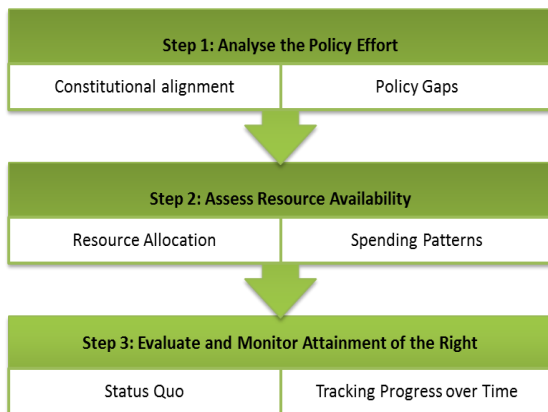 Step 1: Analyse the Policy Effort
Constitutional alignment
Policy Gaps
Step 2: Assess Resource Availability
Resource Allocation
Spending Patterns
Step 3: Evaluate and Monitor Attainment of the Right
Status Quo
Tracking Progress over Time